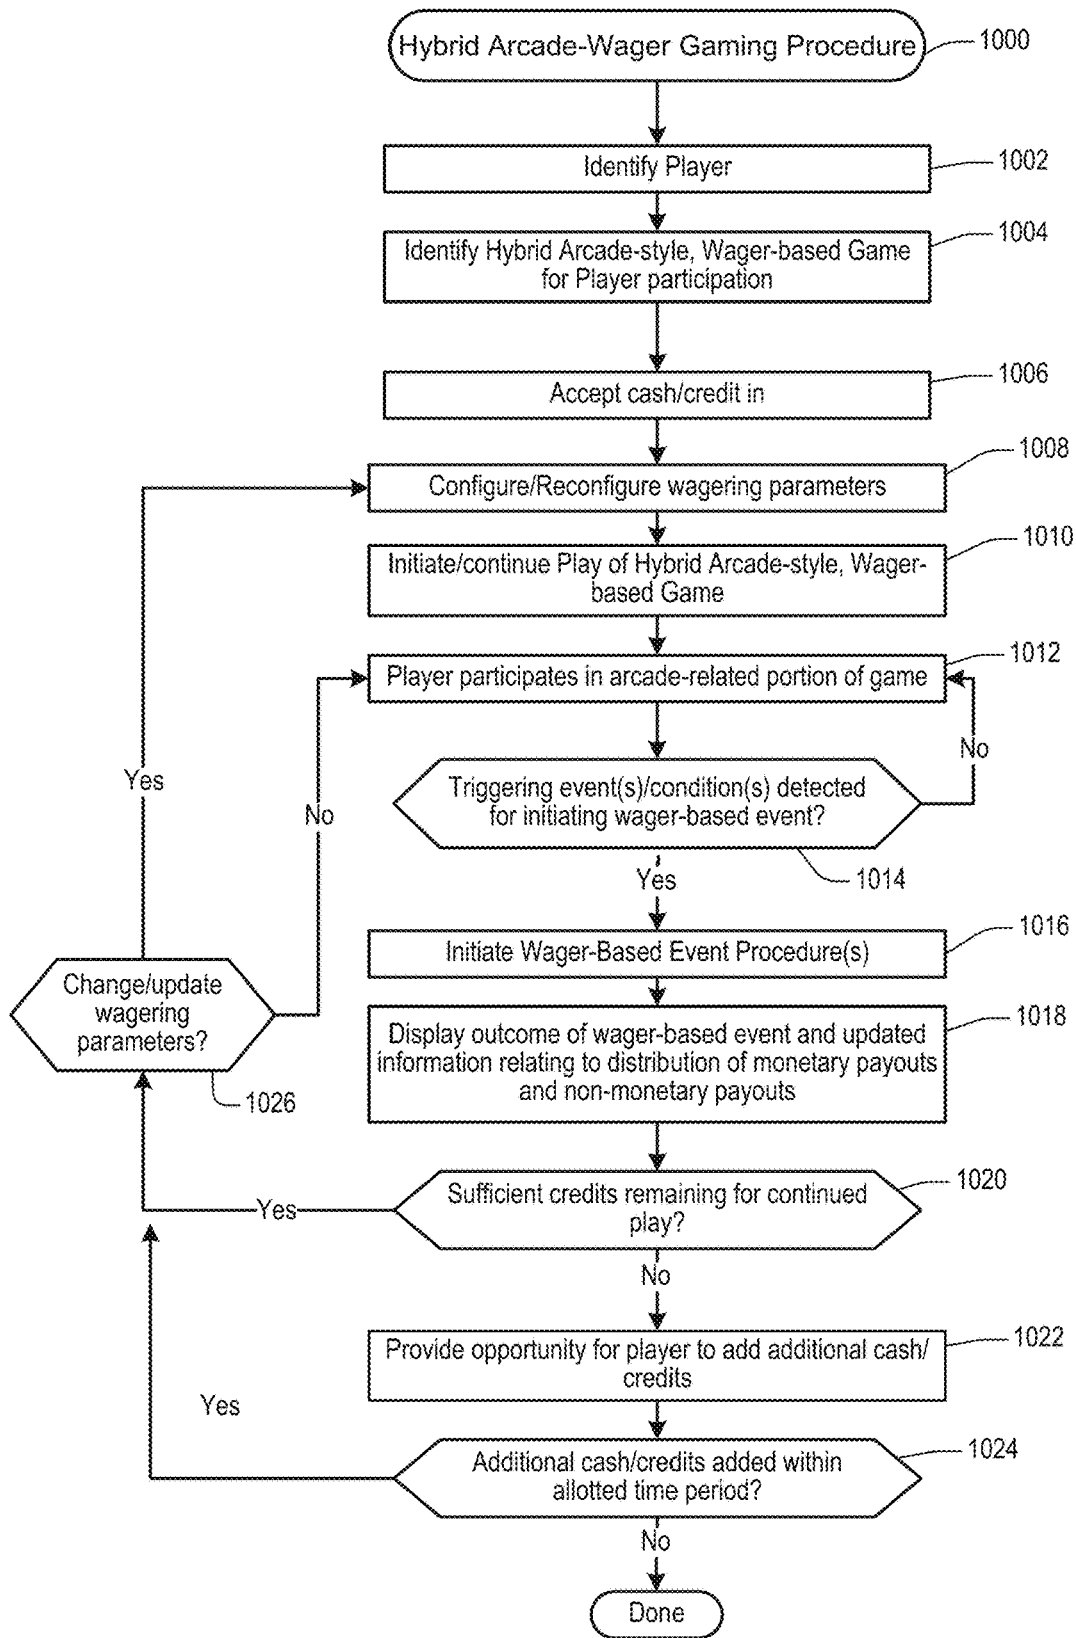 Hybrid Arcade-Wager Gaming Procedure
1000
Identify Player
1002
Identify Hybrid Arcade-style, Wager-based Game
for Player participation
1004
Accept cash/credit in
1006
Configure/Reconfigure wagering parameters
1008
Initiate/continue Play of Hybrid Arcade-style, Wager-
based Game
1010
Player participates in arcade-related portion of game
1012
No
Triggering event(s)/condition(s) detected
for initiating wager-based event?
1014
Yes
Yes
No
Initiate Wager-Based Event Procedure(s)
1016
Change/update
wagering
parameters?
1026
Display outcome of wager-based event and updated
information relating to distribution of monetary payouts
and non-monetary payouts
1018
Sufficient credits remaining for continued
play?
1020
Yes
No
Provide opportunity for player to add additional cash/
credits
1022
Yes
Additional cash/credits added within
allotted time period?
1024
No
Done